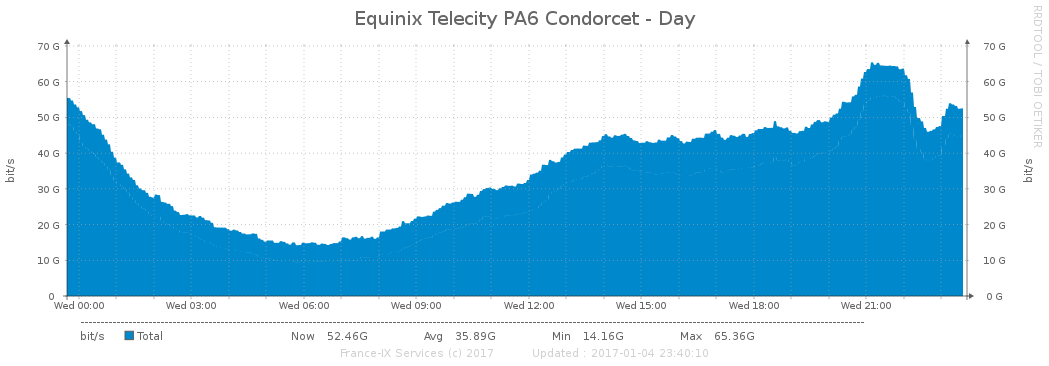 Equinix Telecity PA6 Condorcet - Day
RRDTOOL / TOBI OETIKER
bit/s
70 G 70 G
60 G 60 G
50 G 50 G
40 G 40 G
30 G 30 G
20 G 20 G
10 G 10 G
0 0 G
bit/s
Wed 00:00 Wed 03:00 Wed 06:00 Wed 09:00 Wed 12:00 Wed 15:00 Wed 18:00 Wed 21:00
bit/s Total Now 52.46G Avg 35.89G Min 14.16G Max 65.36G
France-IX Services (c) 2017 Updated : 2017-01-04 23:40:10